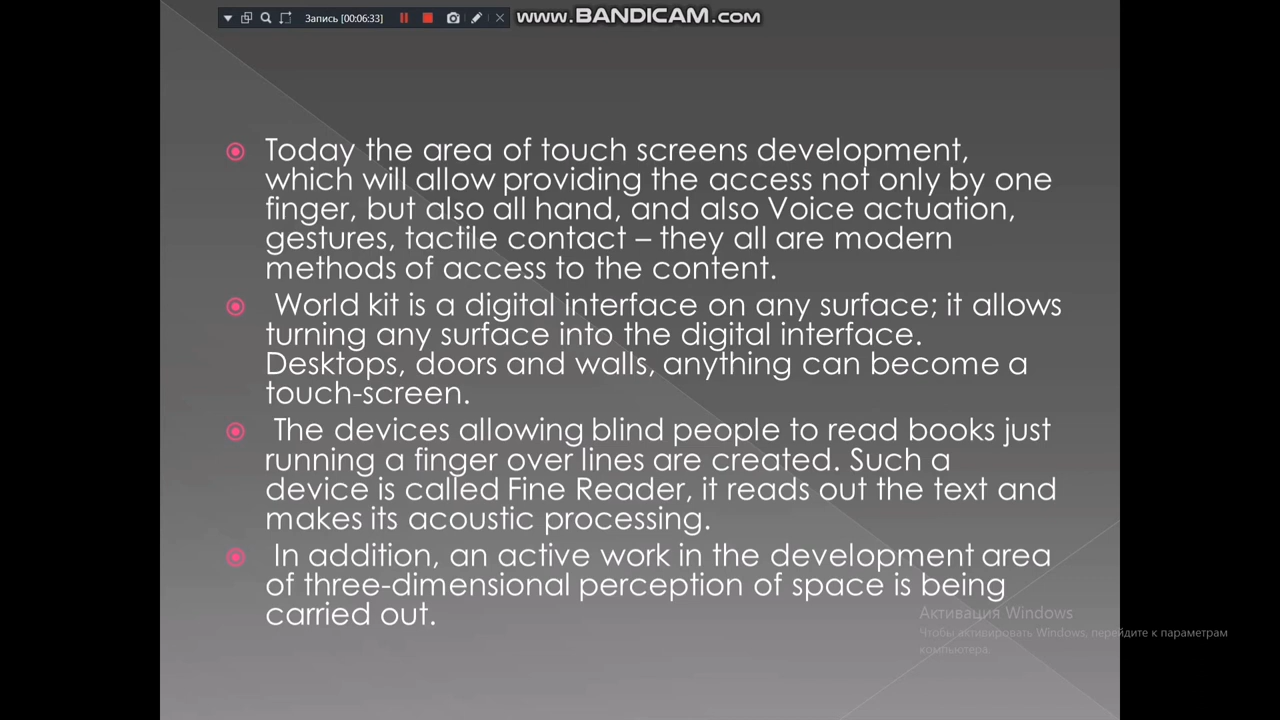 Запись [00:06:33]
www.BANDICAM.com
Today the area of touch screens development,
which will allow providing the access not only by one
finger, but also all hand, and also Voice actuation,
gestures, tactile contact – they all are modern
methods of access to the content.
World kit is a digital interface on any surface; it allows
turning any surface into the digital interface.
Desktops, doors and walls, anything can become a
touch-screen.
The devices allowing blind people to read books just
running a finger over lines are created. Such a
device is called Fine Reader, it reads out the text and
makes its acoustic processing.
In addition, an active work in the development area
of three-dimensional perception of space is being
carried out.
Активация Windows
Чтобы активировать Windows, перейдите к параметрам
компьютера.